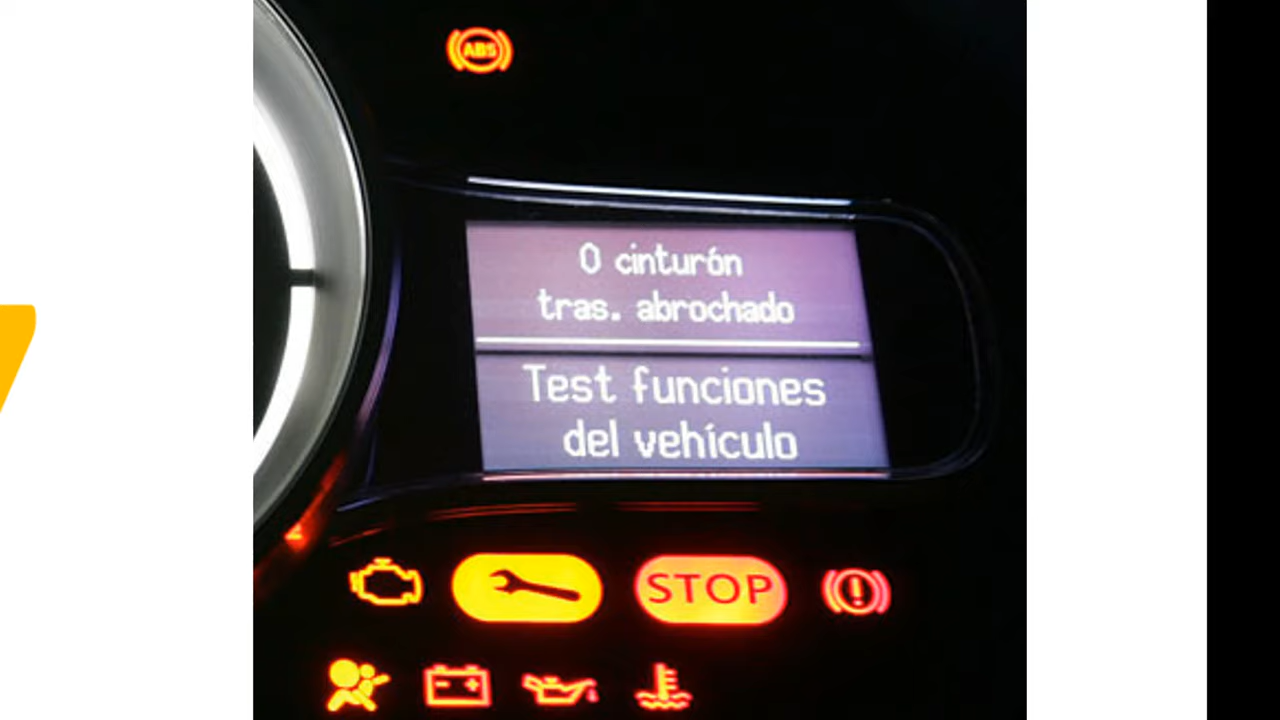 ABS
0 cinturón
tras. abrochado
Test funciones
del vehículo
STOP